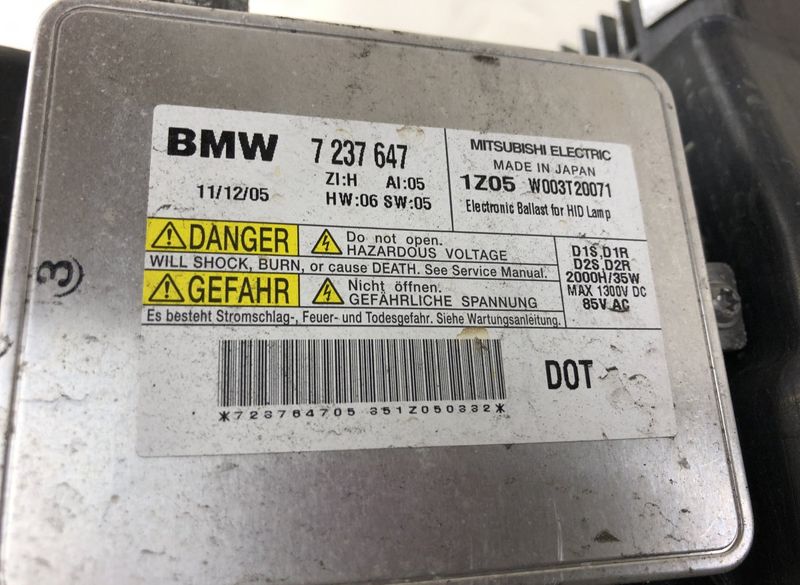 BMW 7 237 647
ZI:H AI:05
11/12/05 HW:06 SW:05
MITSUBISHI ELECTRIC
MADE IN JAPAN
1Z05 W003T20071
Electronic Ballast for HID Lamp
DANGER Do not open.
HAZARDOUS VOLTAGE
WILL SHOCK, BURN, or cause DEATH. See Service Manual.
GEFAHR Nicht öffnen.
GEFÄHRLICHE SPANNUNG
Es besteht Stromschlag-, Feuer- und Todesgefahr. Siehe Wartungsanleitung.
D1S,D1R
D2S,D2R
2000H/35W
MAX 1300V DC
85V AC
DOT
*723764705 351Z050332*
3